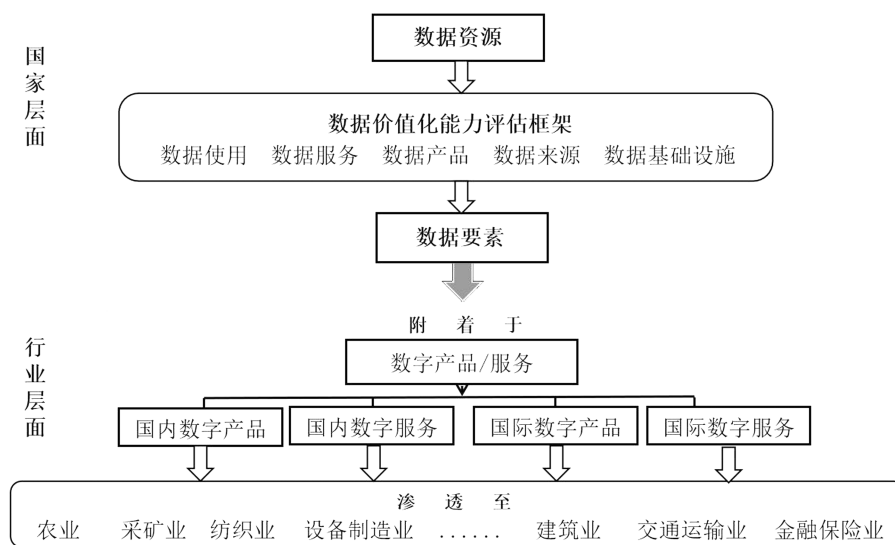 国家层面
数据资源
数据价值化能力评估框架
数据使用 数据服务 数据产品 数据来源 数据基础设施
数据要素
行业层面
附着于
数字产品/服务
国内数字产品 国内数字服务 国际数字产品 国际数字服务
渗透至
农业 采矿业 纺织业 设备制造业 ...... 建筑业 交通运输业 金融保险业